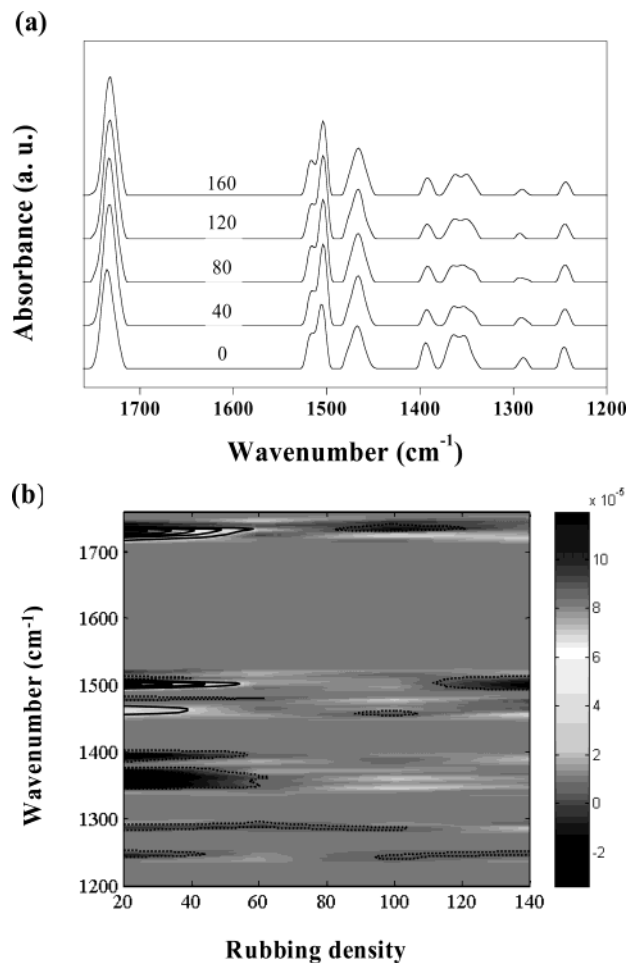 (a)
Absorbance (a. u.)
160
120
80
40
0
1700 1600 1500 1400 1300 1200
Wavenumber (cm⁻¹)
(b)
Wavenumber (cm⁻¹)
1700
1600
1500
1400
1300
1200
20 40 60 80 100 120 140
Rubbing density
x 10⁻⁵
10
8
6
4
2
0
-2